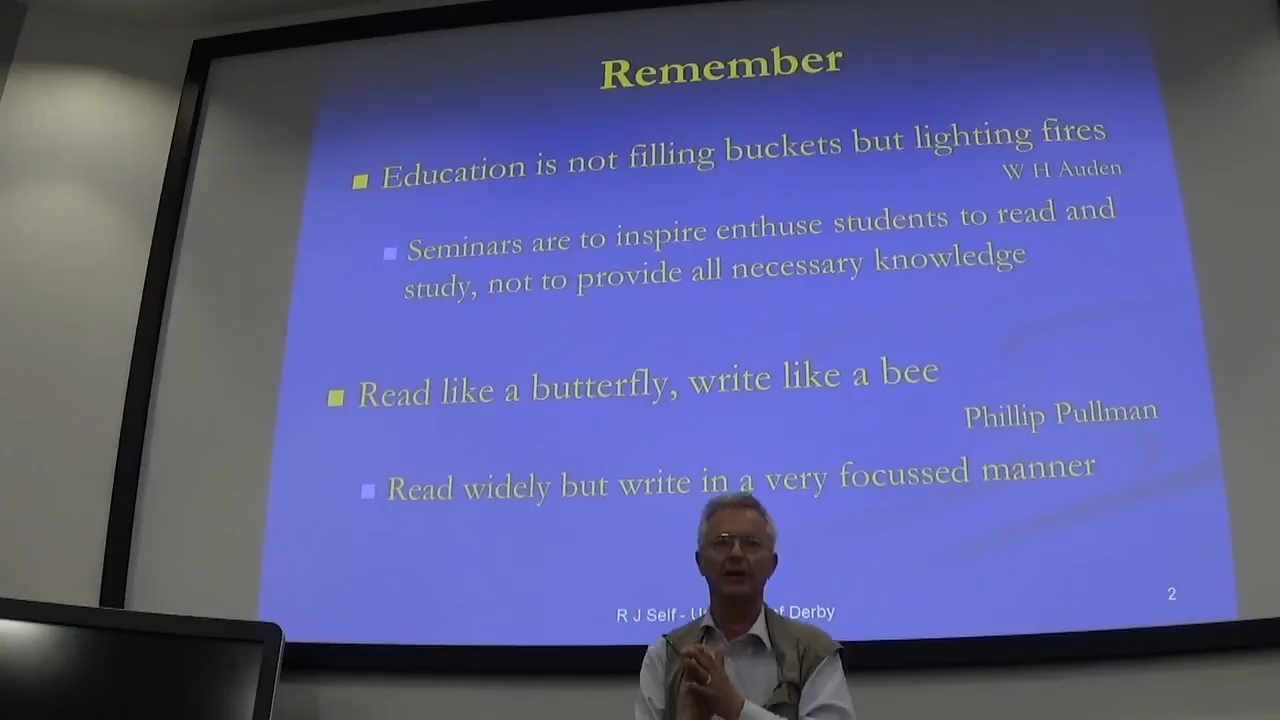 Remember
Education is not filling buckets but lighting fires
W H Auden
Seminars are to inspire enthuse students to read and
study, not to provide all necessary knowledge
Read like a butterfly, write like a bee
Phillip Pullman
Read widely but write in a very focussed manner
R J Self - of Derby
2